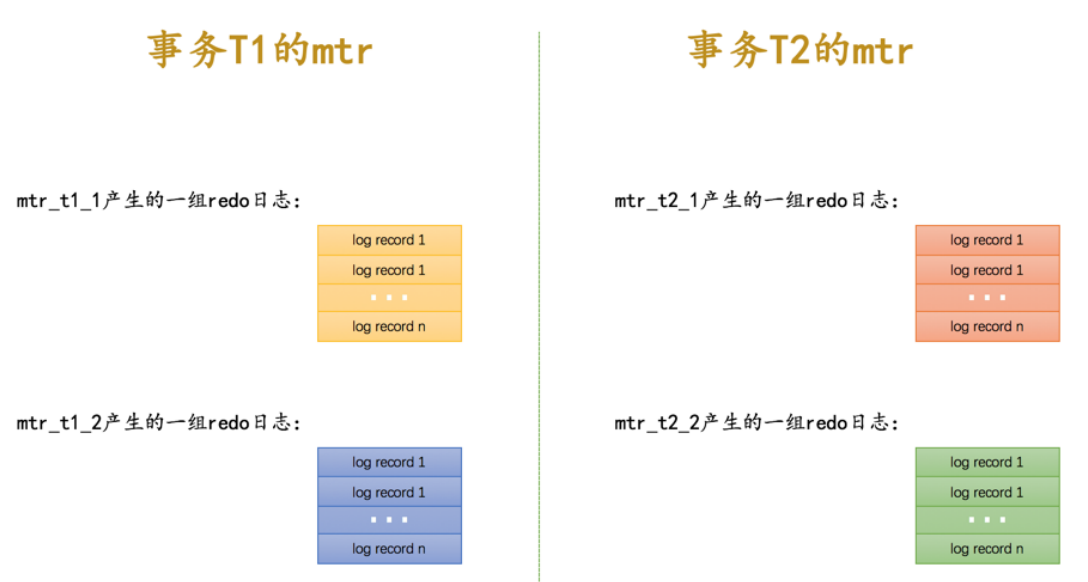 事务T1的mtr
mtr_t1_1产生的一组redo日志:
log record 1
log record 1
...
log record n
mtr_t1_2产生的一组redo日志:
log record 1
log record 1
...
log record n
事务T2的mtr
mtr_t2_1产生的一组redo日志:
log record 1
log record 1
...
log record n
mtr_t2_2产生的一组redo日志:
log record 1
log record 1
...
log record n